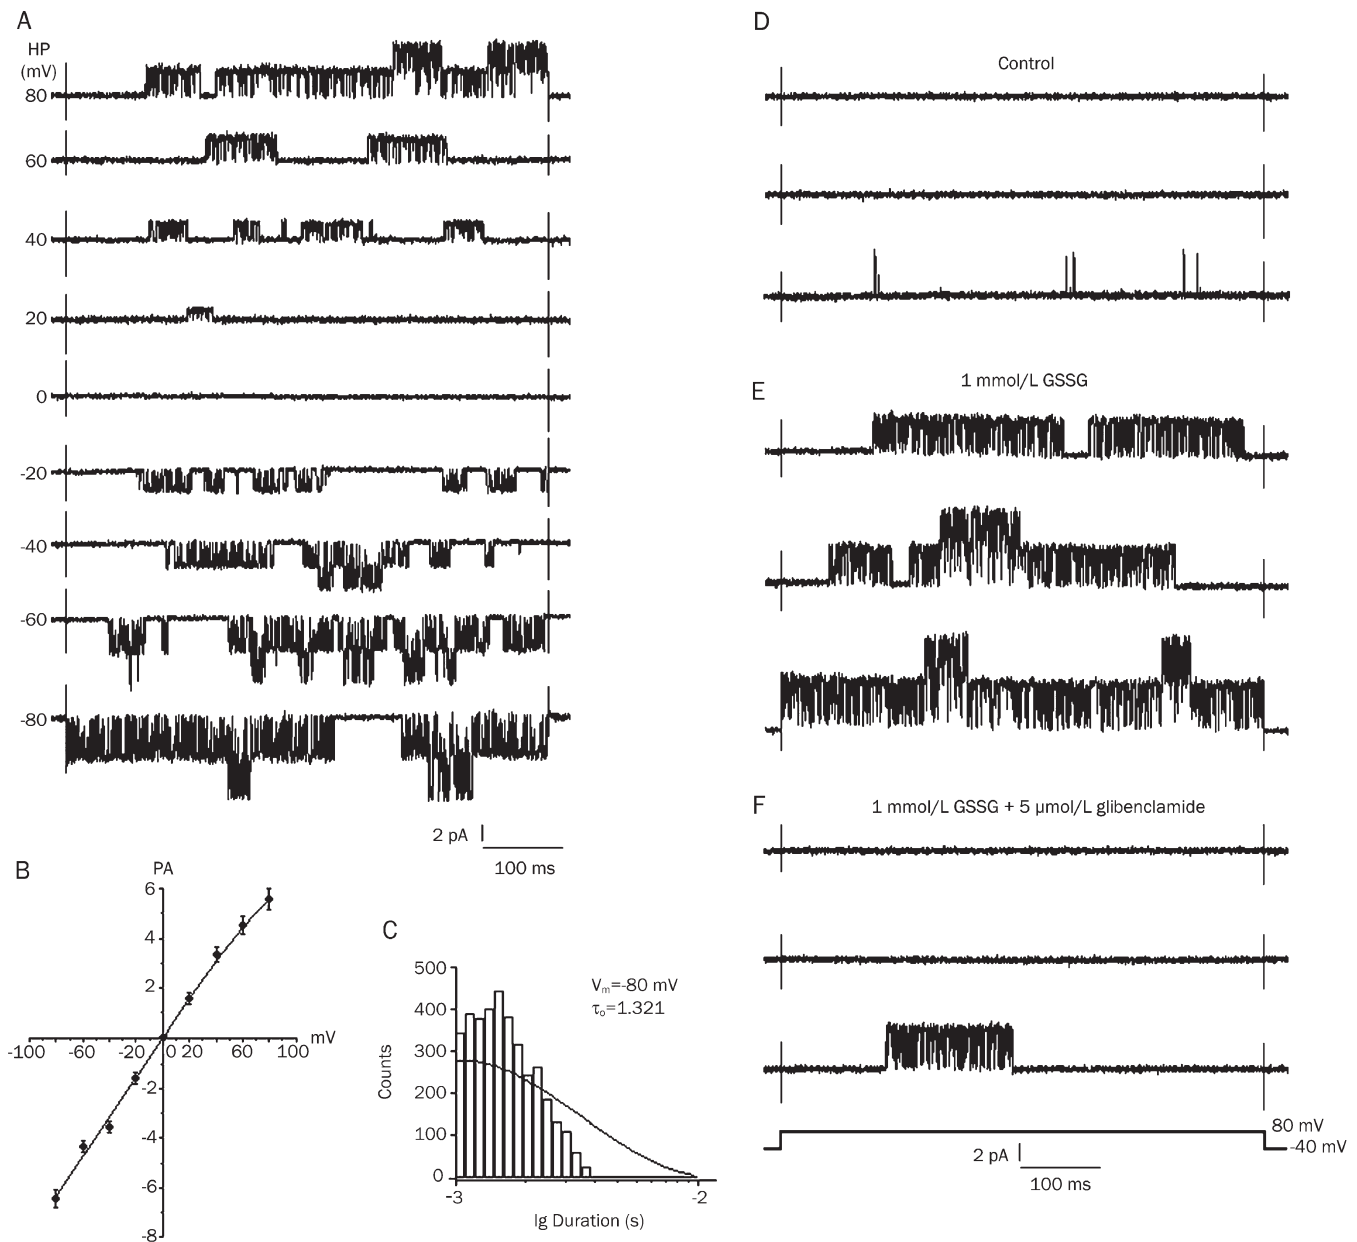 A
HP
(mV)
80
60
40
20
0
-20
-40
-60
-80
2 pA
100 ms
B
PA
6
4
2
mV
-100 -60 -20 0 20 60 100
-2
-4
-6
-8
C
500
400
300
200
100
0
Counts
Vm=-80 mV
τo=1.321
-3 -2
lg Duration (s)
D
Control
E
1 mmol/L GSSG
F
1 mmol/L GSSG + 5 μmol/L glibenclamide
80 mV
-40 mV
2 pA
100 ms